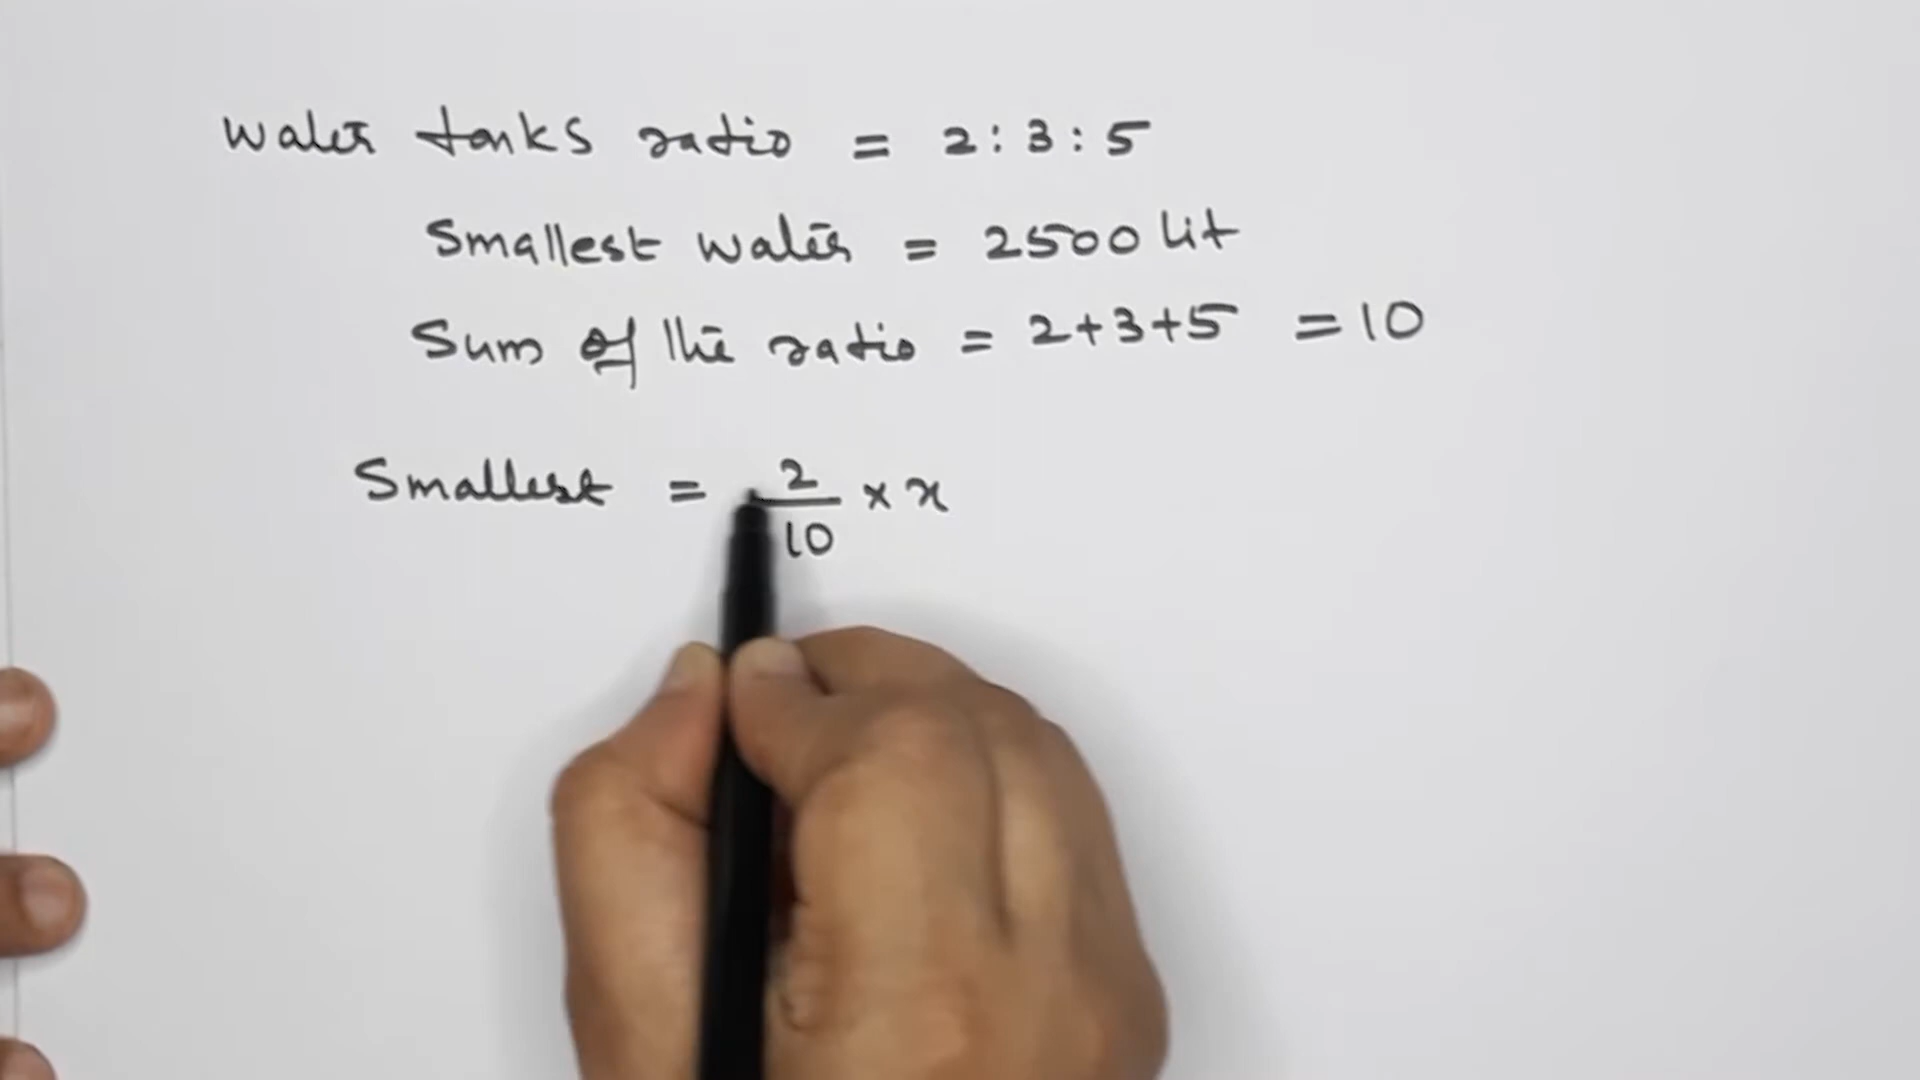 Water tanks ratio = 2:3:5
Smallest water = 2500 lit
Sum of the ratio = 2+3+5 = 10
Smallest = 2/10 × x